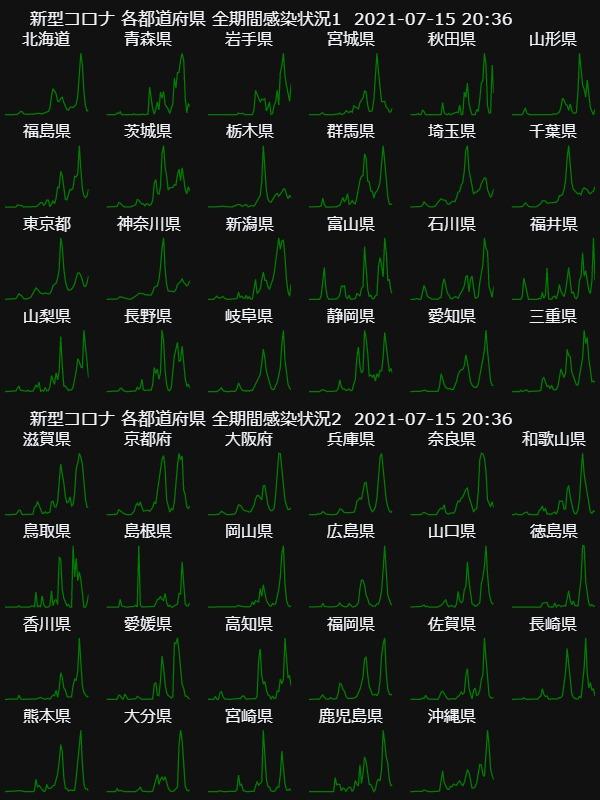 新型コロナ 各都道府県 全期間感染状況1 2021-07-15 20:36
北海道 青森県 岩手県 宮城県 秋田県 山形県
福島県 茨城県 栃木県 群馬県 埼玉県 千葉県
東京都 神奈川県 新潟県 富山県 石川県 福井県
山梨県 長野県 岐阜県 静岡県 愛知県 三重県
新型コロナ 各都道府県 全期間感染状況2 2021-07-15 20:36
滋賀県 京都府 大阪府 兵庫県 奈良県 和歌山県
鳥取県 島根県 岡山県 広島県 山口県 徳島県
香川県 愛媛県 高知県 福岡県 佐賀県 長崎県
熊本県 大分県 宮崎県 鹿児島県 沖縄県